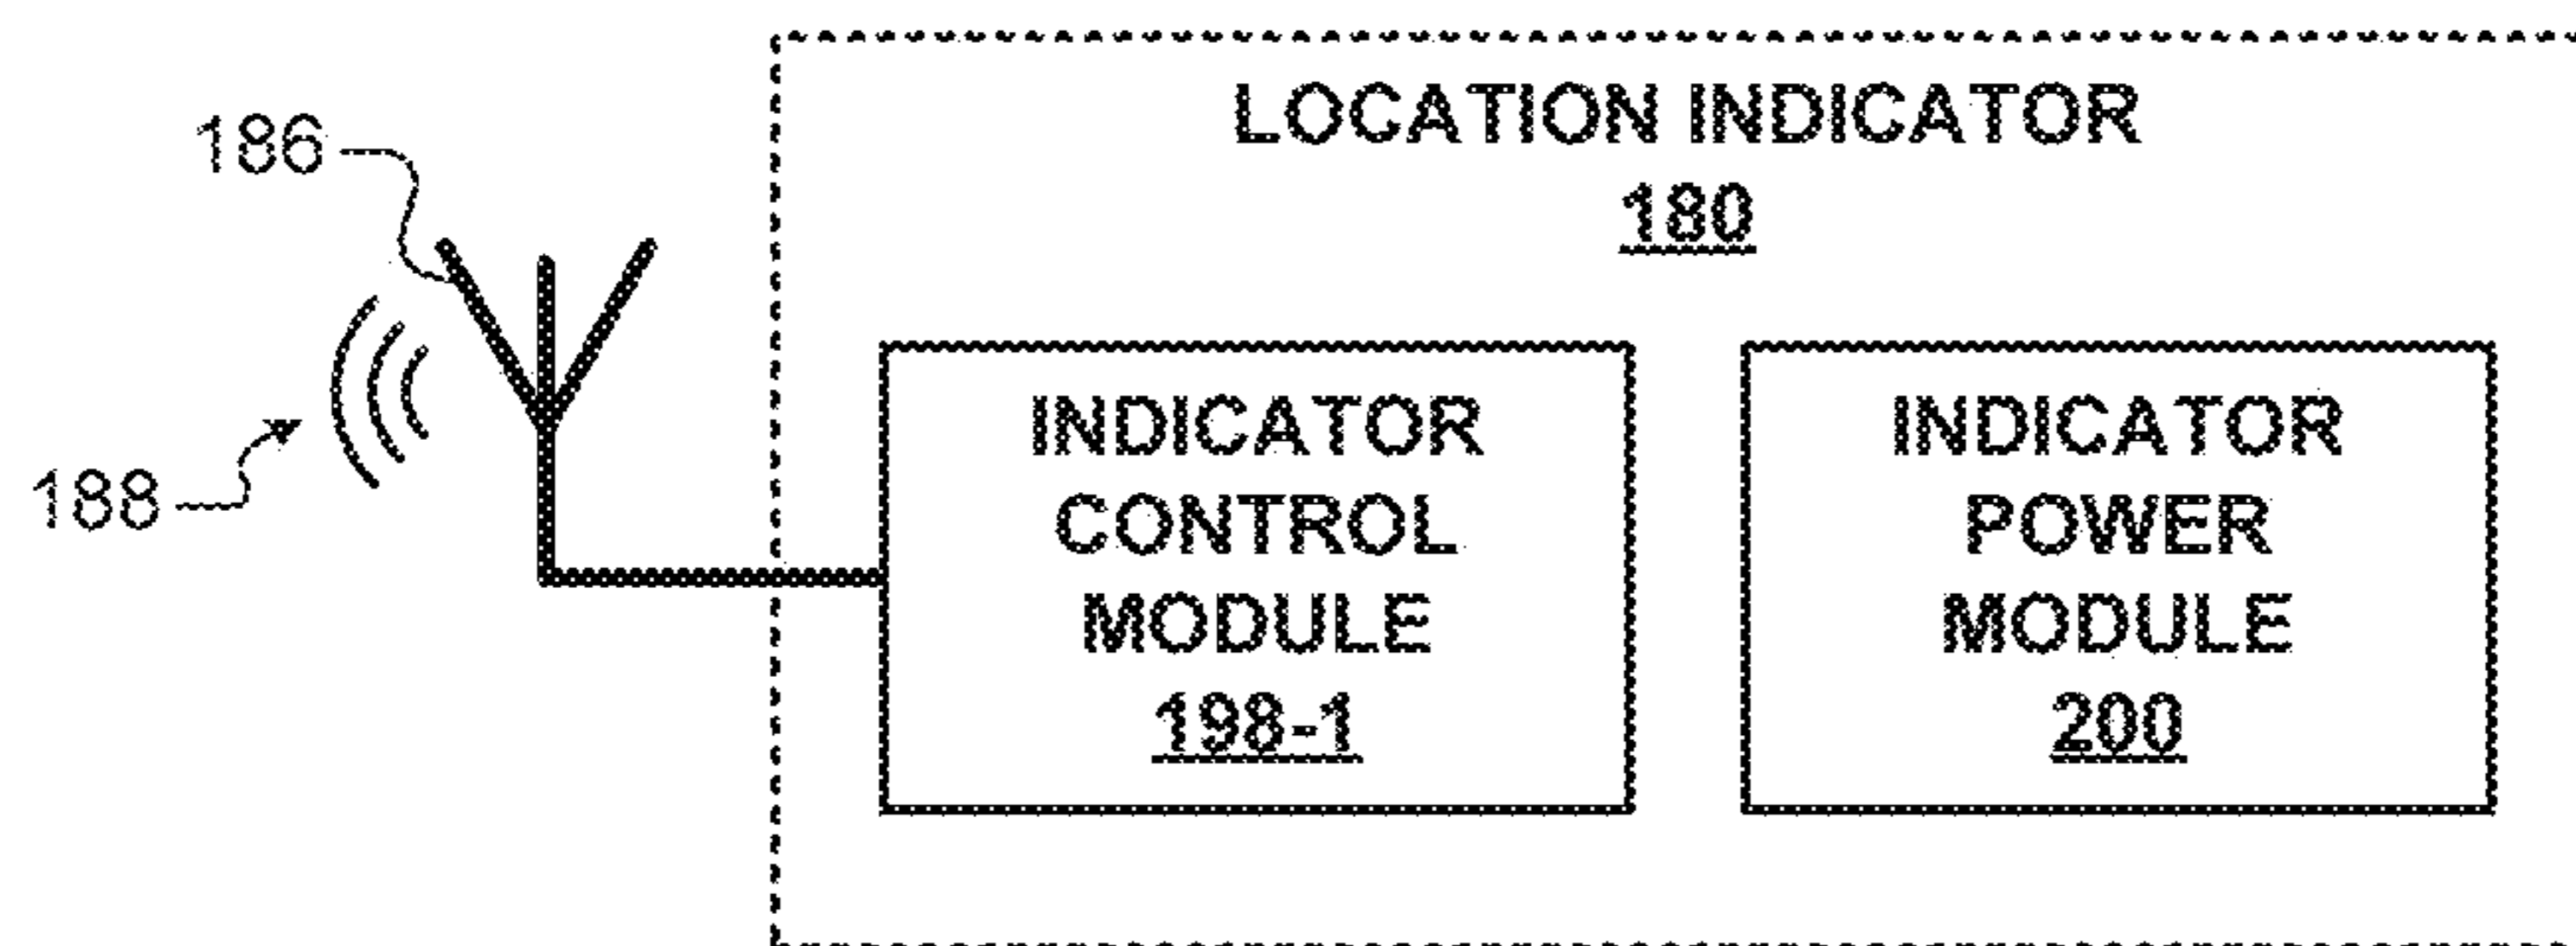 LOCATION INDICATOR
180
186
188
INDICATOR
CONTROL
MODULE
198-1
INDICATOR
POWER
MODULE
200